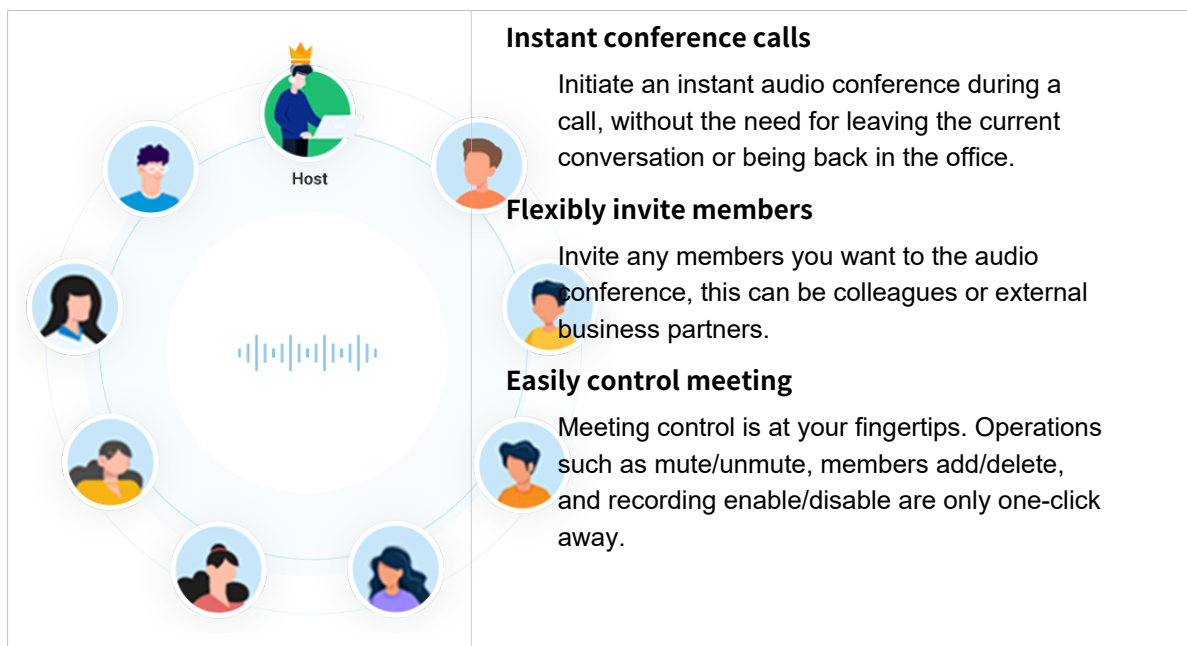 Host
Instant conference calls
Initiate an instant audio conference during a
call, without the need for leaving the current
conversation or being back in the office.
Flexibly invite members
Invite any members you want to the audio
conference, this can be colleagues or external
business partners.
Easily control meeting
Meeting control is at your fingertips. Operations
such as mute/unmute, members add/delete,
and recording enable/disable are only one-click
away.